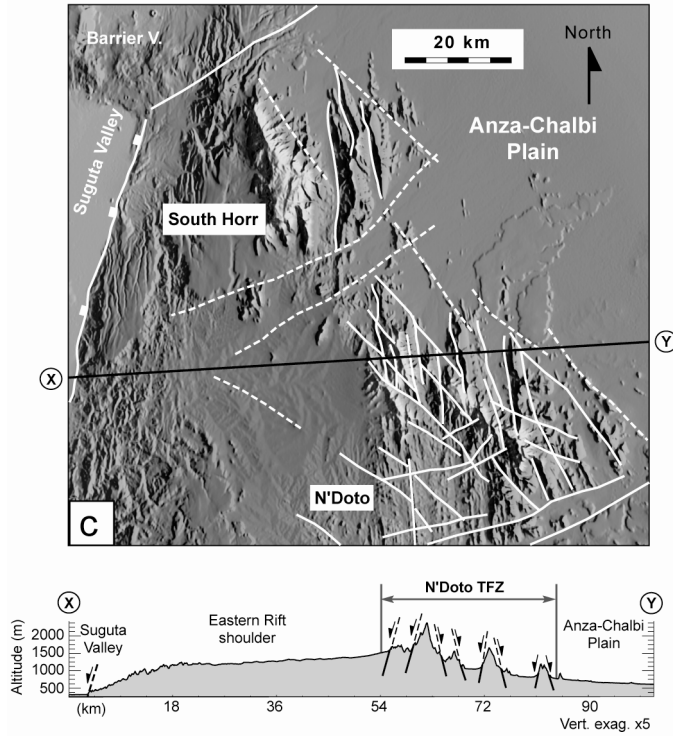 Barrier V.
20 km
North
Suguta Valley
Anza-Chalbi
Plain
South Horr
X
Y
N'Doto
C
X
N'Doto TFZ
Y
Suguta
Valley
Eastern Rift
shoulder
Anza-Chalbi
Plain
Altitude (m)
2000
1500
1000
500
(km)
18
36
54
72
90
Vert. exag. x5